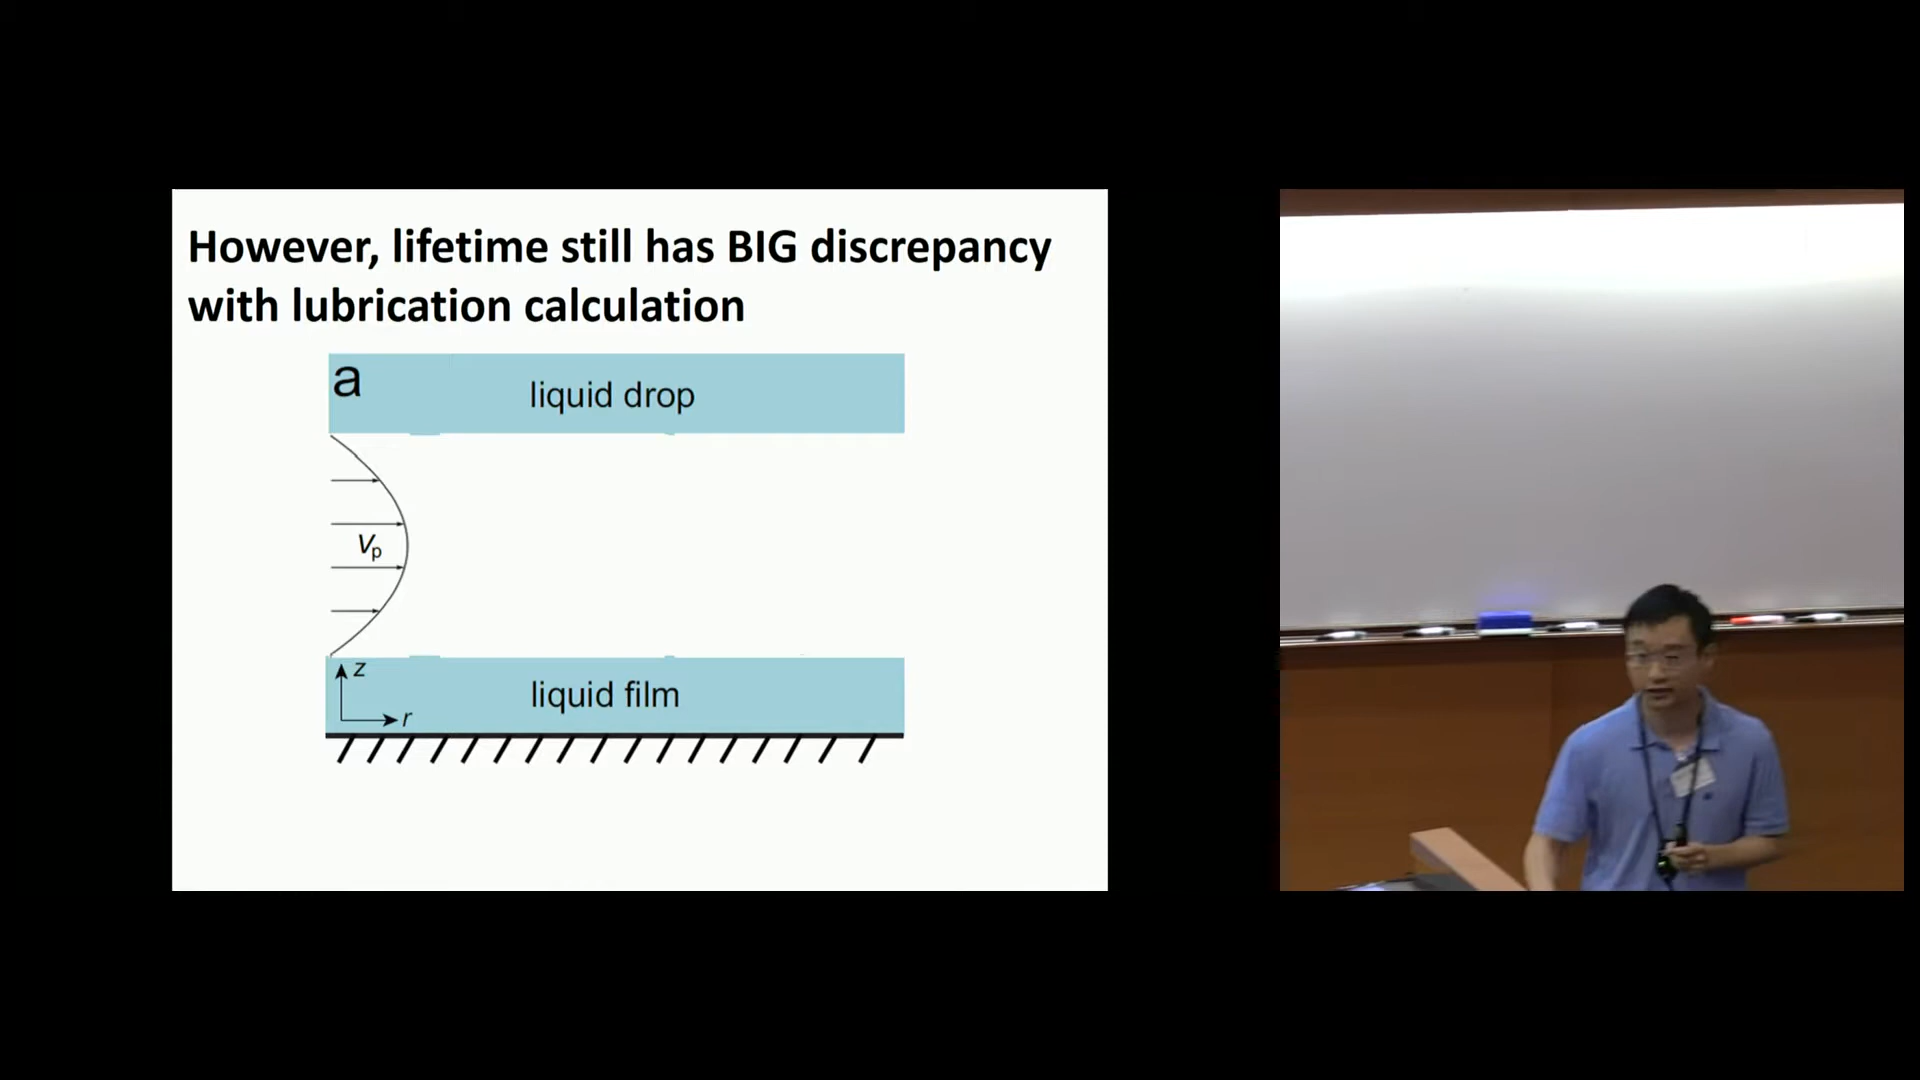 However, lifetime still has BIG discrepancy
with lubrication calculation
a
liquid drop
Vp
z
liquid film
r